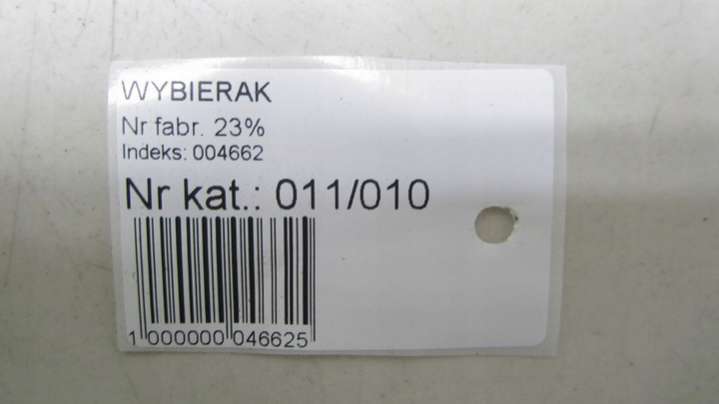 WYBIERAK
Nr fabr. 23%
Indeks: 004662
Nr kat.: 011/010
1 000000 046625